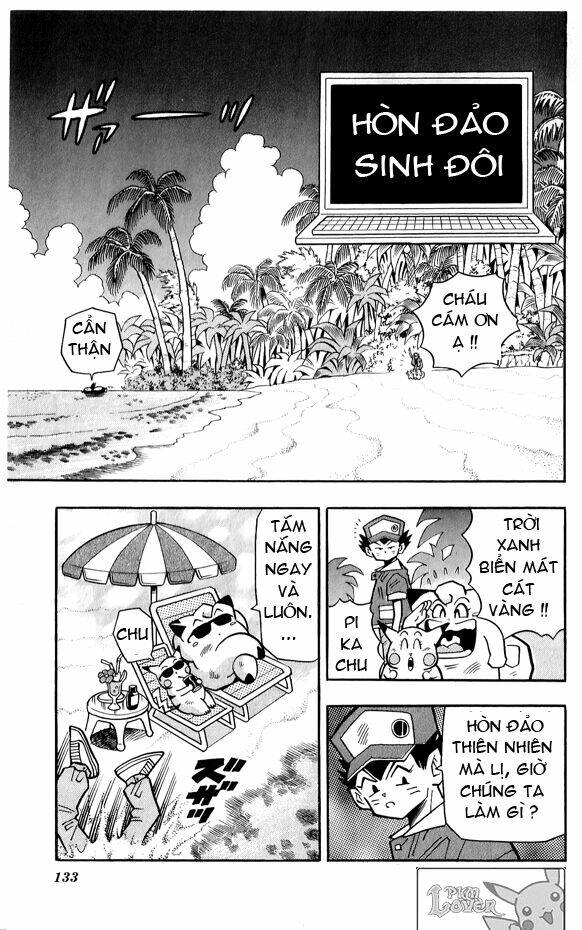 ザァーーッ
HÒN ĐẢO
SINH ĐÔI
CHÁU
CÁM ƠN
Ạ !!
CẨN
THẬN
TRỜI
XANH
BIỂN MÁT
CÁT
VÀNG !!
PI
KA
CHU
TẮM
NẮNG
NGAY
VÀ
LUÔN.
...
CHU
ズザッ
HÒN ĐẢO
THIÊN NHIÊN
MÀ LỊ, GIỜ
CHÚNG TA
LÀM GÌ ?
133
PKM
LOVER